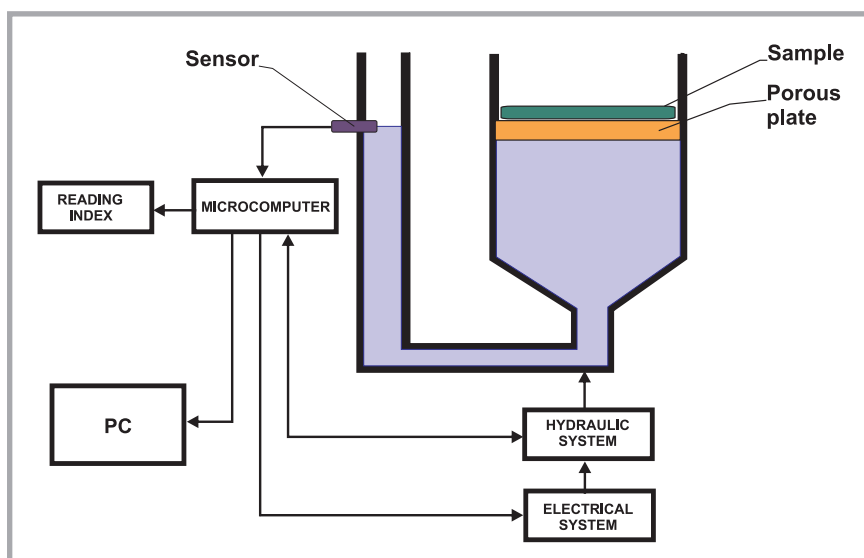 Sensor
Sample
Porous
plate
READING
INDEX
MICROCOMPUTER
PC
HYDRAULIC
SYSTEM
ELECTRICAL
SYSTEM